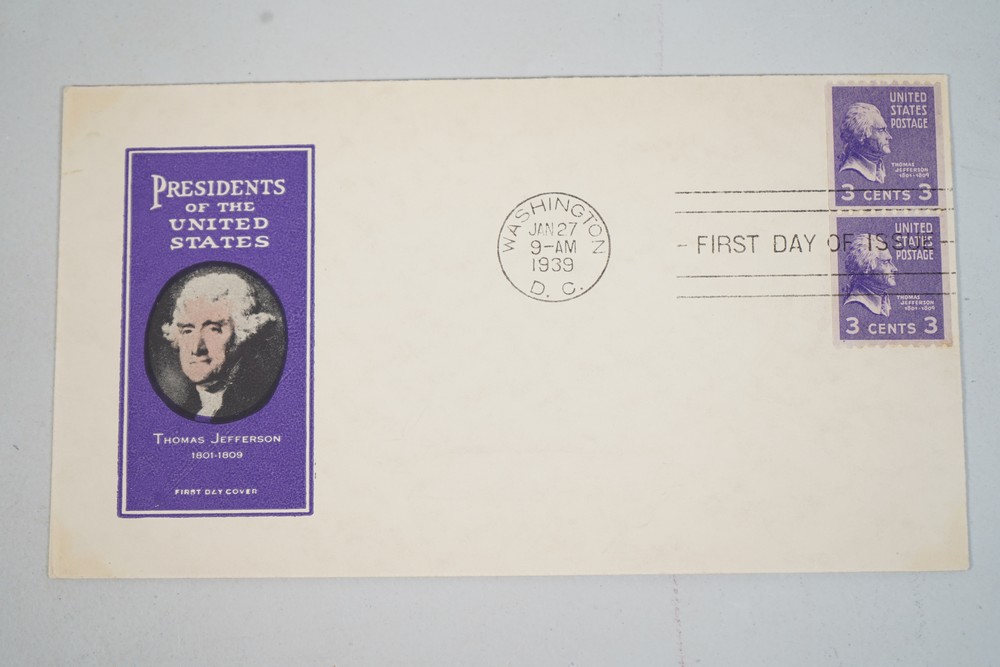 PRESIDENTS
OF THE
UNITED
STATES
THOMAS JEFFERSON
1801-1809
FIRST DAY COVER
WASHINGTON
JAN 27
9-AM
1939
D. C.
FIRST DAY OF ISSUE
UNITED
STATES
POSTAGE
THOMAS
JEFFERSON
1801-1809
3 CENTS 3
UNITED
STATES
POSTAGE
THOMAS
JEFFERSON
1801-1809
3 CENTS 3